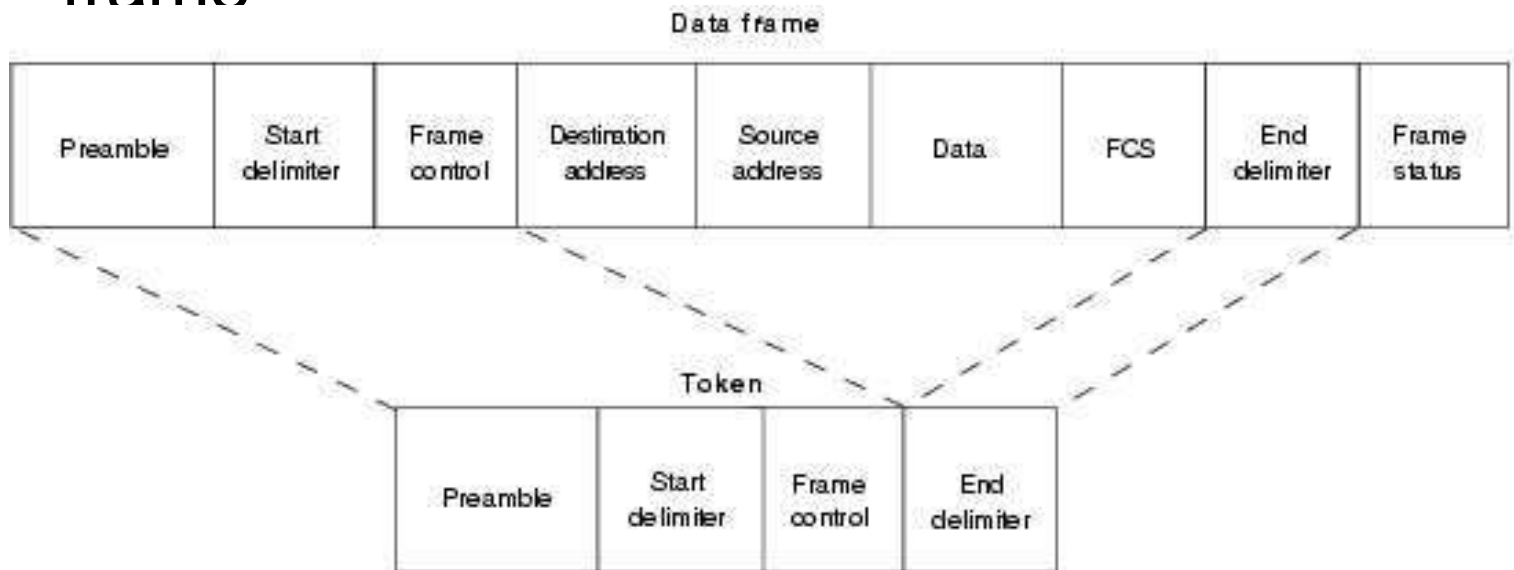 frame
Data frame
Preamble
Start
delimiter
Frame
control
Destination
address
Source
address
Data
FCS
End
delimiter
Frame
status
Token
Preamble
Start
delimiter
Frame
control
End
delimiter